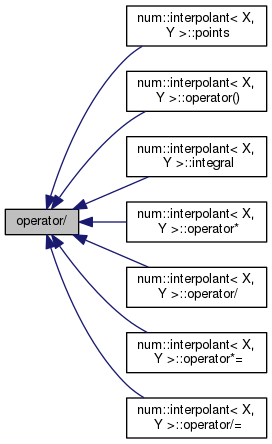 num::interpolant< X,
Y >::points
num::interpolant< X,
Y >::operator()
num::interpolant< X,
Y >::integral
operator/
num::interpolant< X,
Y >::operator*
num::interpolant< X,
Y >::operator/
num::interpolant< X,
Y >::operator*=
num::interpolant< X,
Y >::operator/=